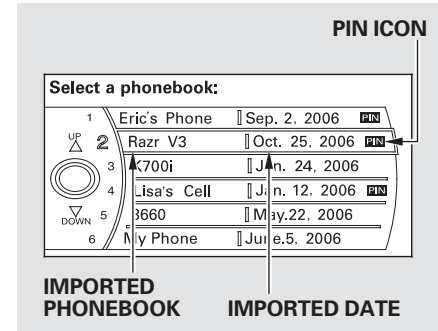 PIN ICON
Select a phonebook:
1 Eric's Phone Sep. 2, 2006 PIN
UP 2 Razr V3 Oct. 25, 2006 PIN
3 K700i Jan. 24, 2006
4 Lisa's Cell Jan. 12, 2006 PIN
DOWN 5 3660 May.22, 2006
6 My Phone June.5, 2006
IMPORTED PHONEBOOK
IMPORTED DATE